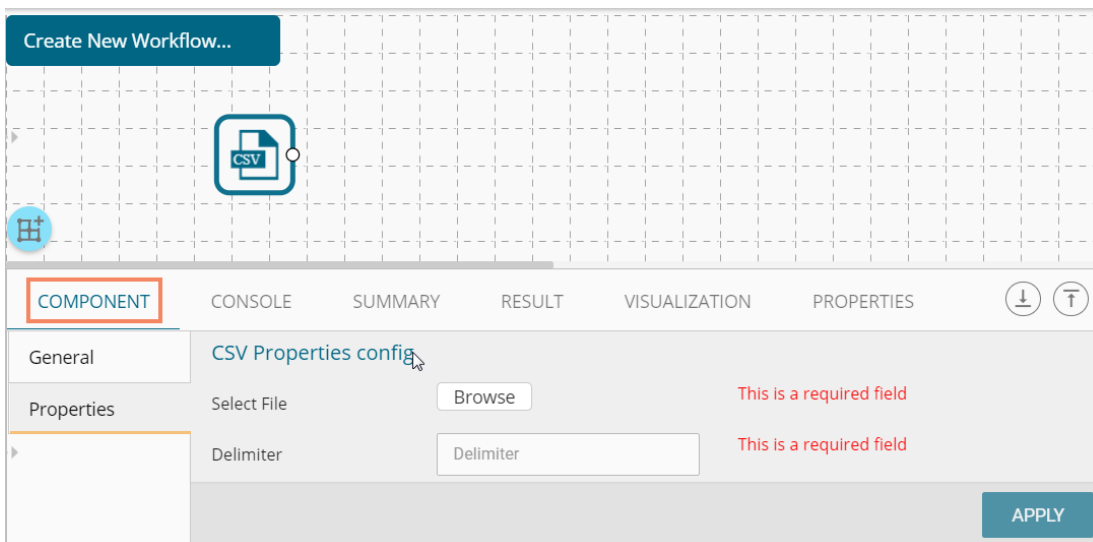 Create New Workflow...
CSV
COMPONENT CONSOLE SUMMARY RESULT VISUALIZATION PROPERTIES
General
CSV Properties config
Properties
Select File Browse This is a required field
Delimiter Delimiter This is a required field
APPLY